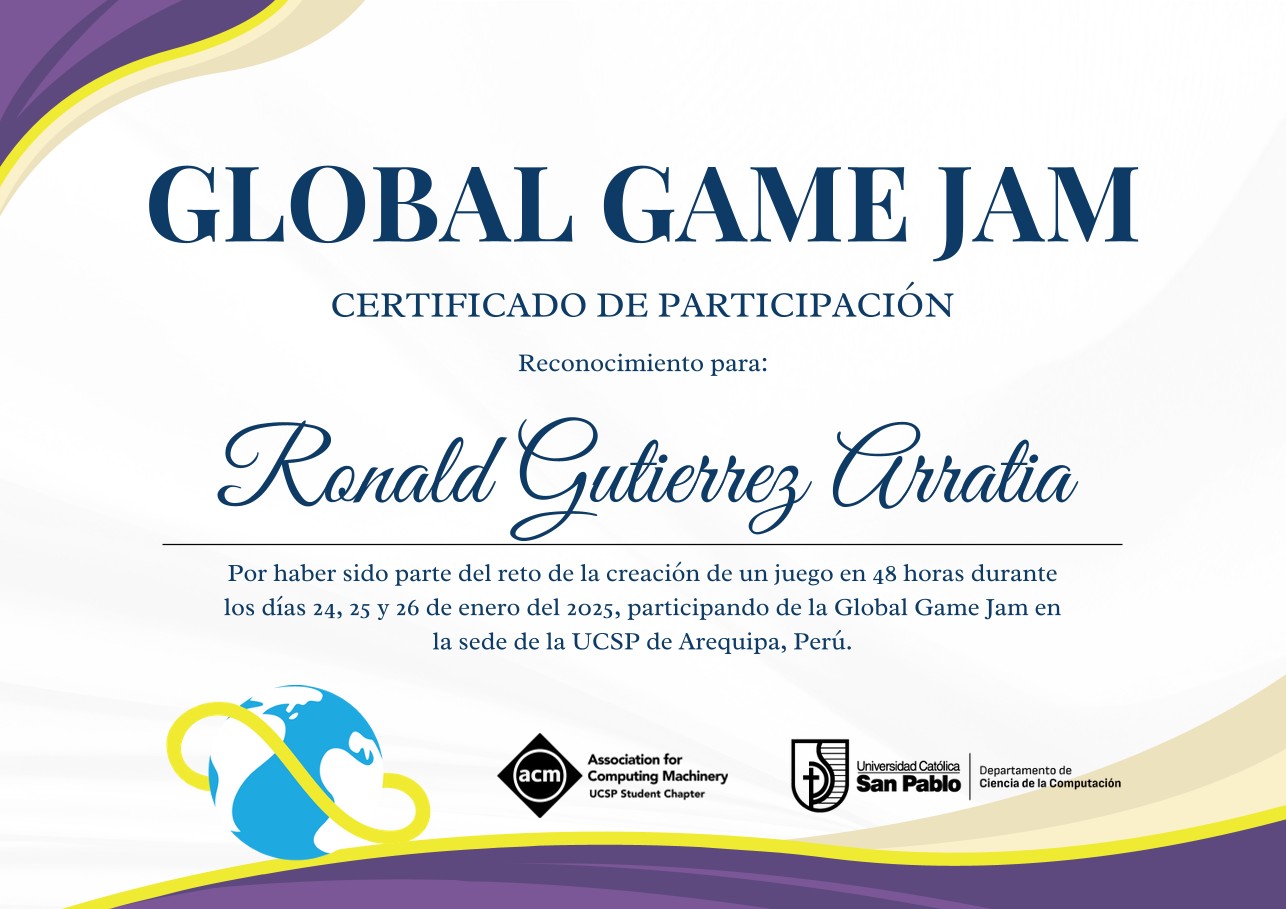 GLOBAL GAME JAM
CERTIFICADO DE PARTICIPACIÓN
Reconocimiento para:
Ronald Gutierrez Arratia
Por haber sido parte del reto de la creación de un juego en 48 horas durante
los días 24, 25 y 26 de enero del 2025, participando de la Global Game Jam en
la sede de la UCSP de Arequipa, Perú.
acm
Association for
Computing Machinery
UCSP Student Chapter
Universidad Católica
San Pablo
Departamento de
Ciencia de la Computación